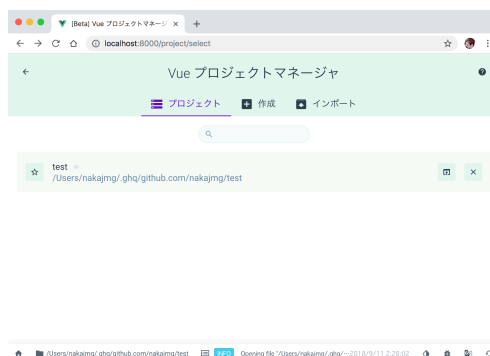 [Beta] Vue プロジェクトマネージ
localhost:8000/project/select
Vue プロジェクトマネージャ
プロジェクト 作成 インポート
test
/Users/nakajmg/.ghq/github.com/nakajmg/test
/Users/nakajmg/.ghq/github.com/nakajmg/test INFO Opening file "/Users/nakajmg/.ghq/⋯ 2018/9/11 2:28:02